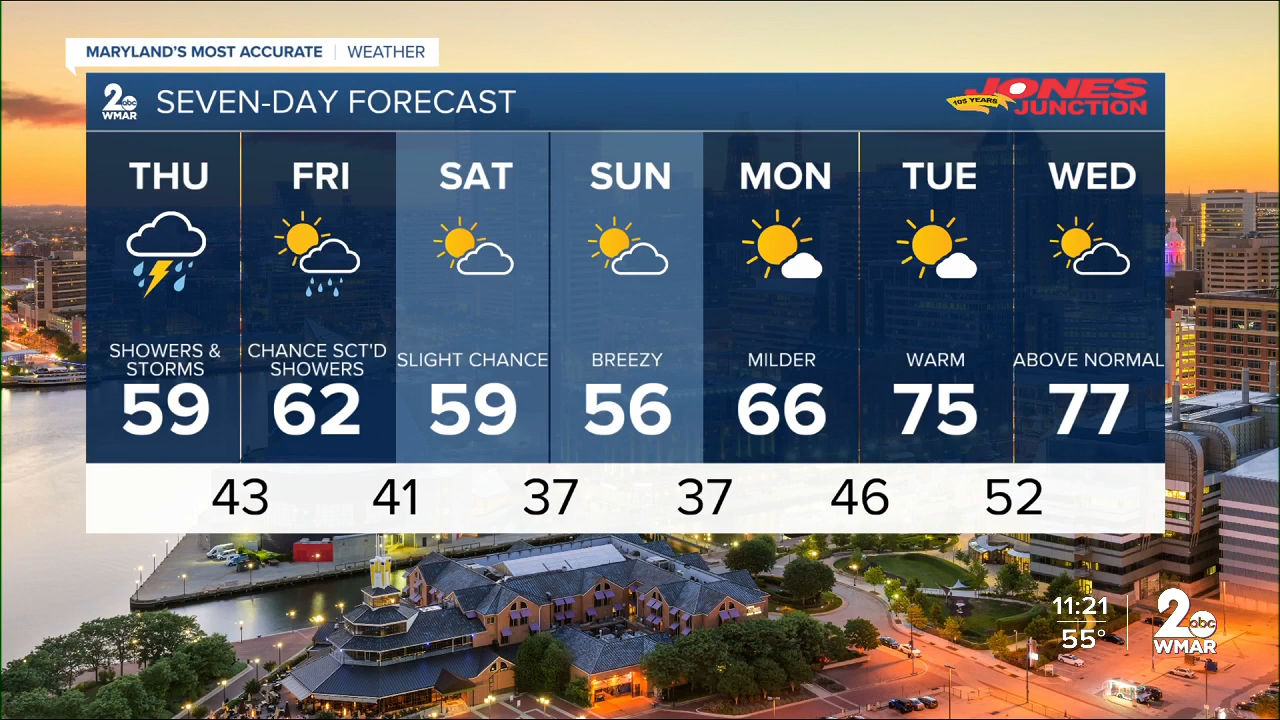 MARYLAND'S MOST ACCURATE | WEATHER
2 abc WMAR
SEVEN-DAY FORECAST
105 YEARS
JONES
JUNCTION
THU FRI SAT SUN MON TUE WED
SHOWERS &
STORMS
59
CHANCE SCT'D
SHOWERS
62
SLIGHT CHANCE
59
BREEZY
56
MILDER
66
WARM
75
ABOVE NORMAL
77
43 41 37 37 46 52
11:21
55°
2 abc
WMAR